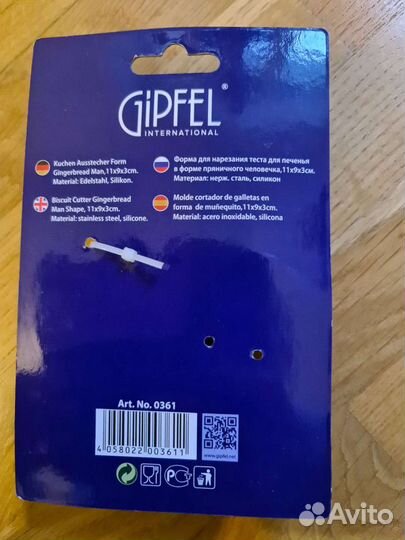 GiPFEL®
INTERNATIONAL
Kuchen Ausstecher Form
Gingerbread Man,11x9x3cm.
Material: Edelstahl, Silikon.
Форма для нарезания теста для печенья
в форме пряничного человечка,11x9x3см.
Материал: нерж. сталь, силикон
Biscuit Cutter Gingerbread
Man Shape, 11x9x3cm.
Material: stainless steel, silicone.
Molde cortador de galletas en
forma de muñequito,11x9x3cm.
Material: acero inoxidable, silicona
Art. No. 0361
4 058022 003611
www.gipfel.net
Avito